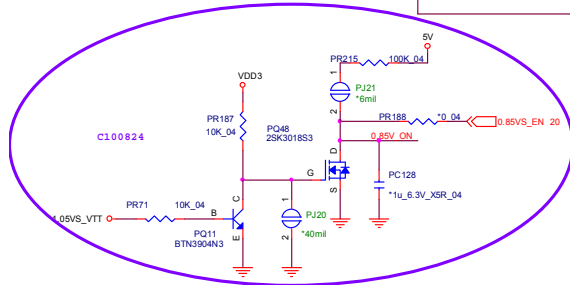 5V
PR215
100K_04
1
PJ21
*6mil
2
VDD3
PR187
10K_04
PQ48
2SK3018S3
PR188
*0_04
0.85VS_EN 20
0.85V_ON
C100824
D
G
S
PC128
*1u_6.3V_X5R_04
PR71
10K_04
1.05VS_VTT
B
C
E
PQ11
BTN3904N3
1
PJ20
*40mil
2